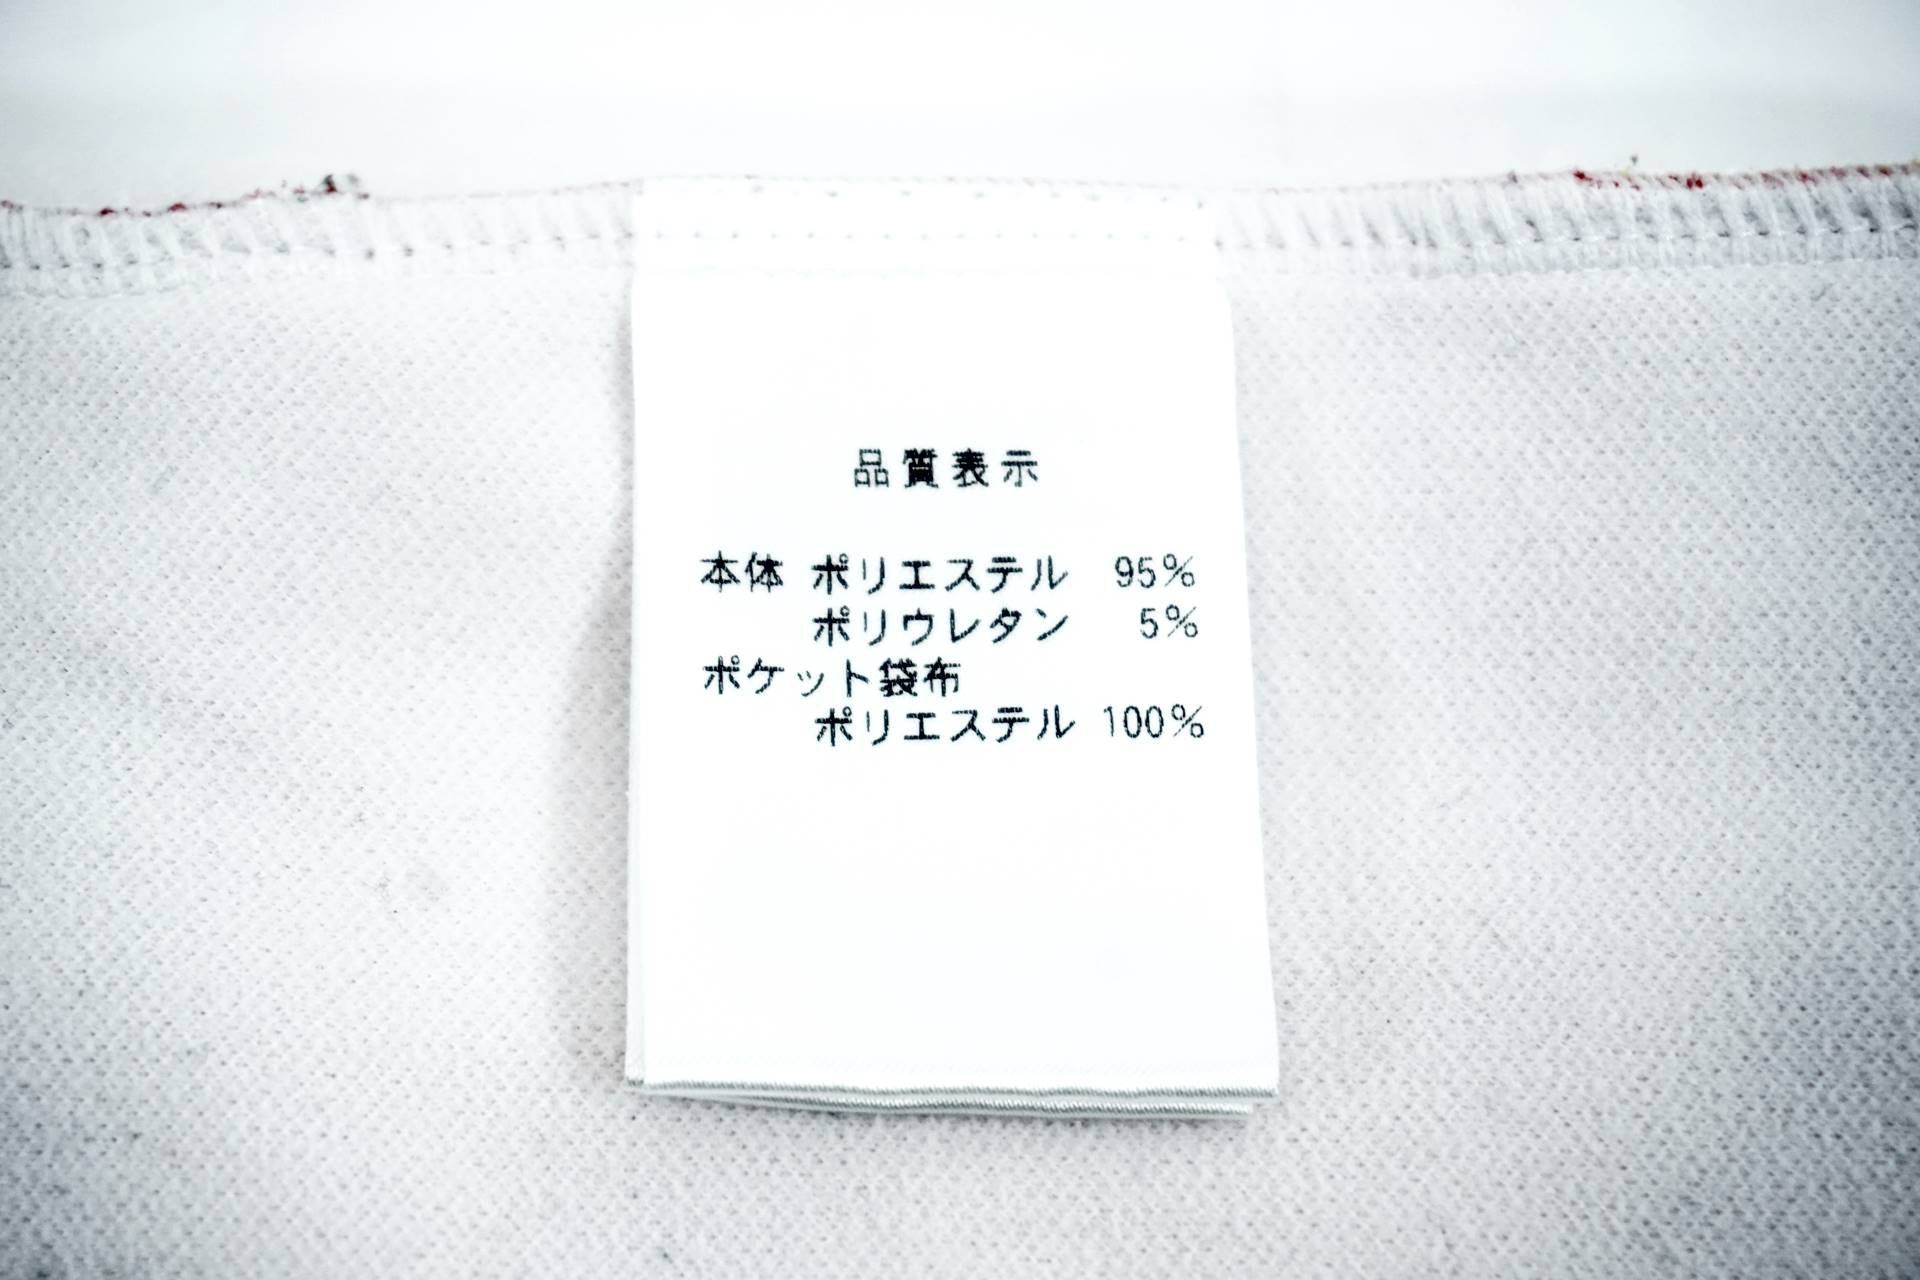 品質表示
本体 ポリエステル 95%
ポリウレタン 5%
ポケット袋布
ポリエステル 100%